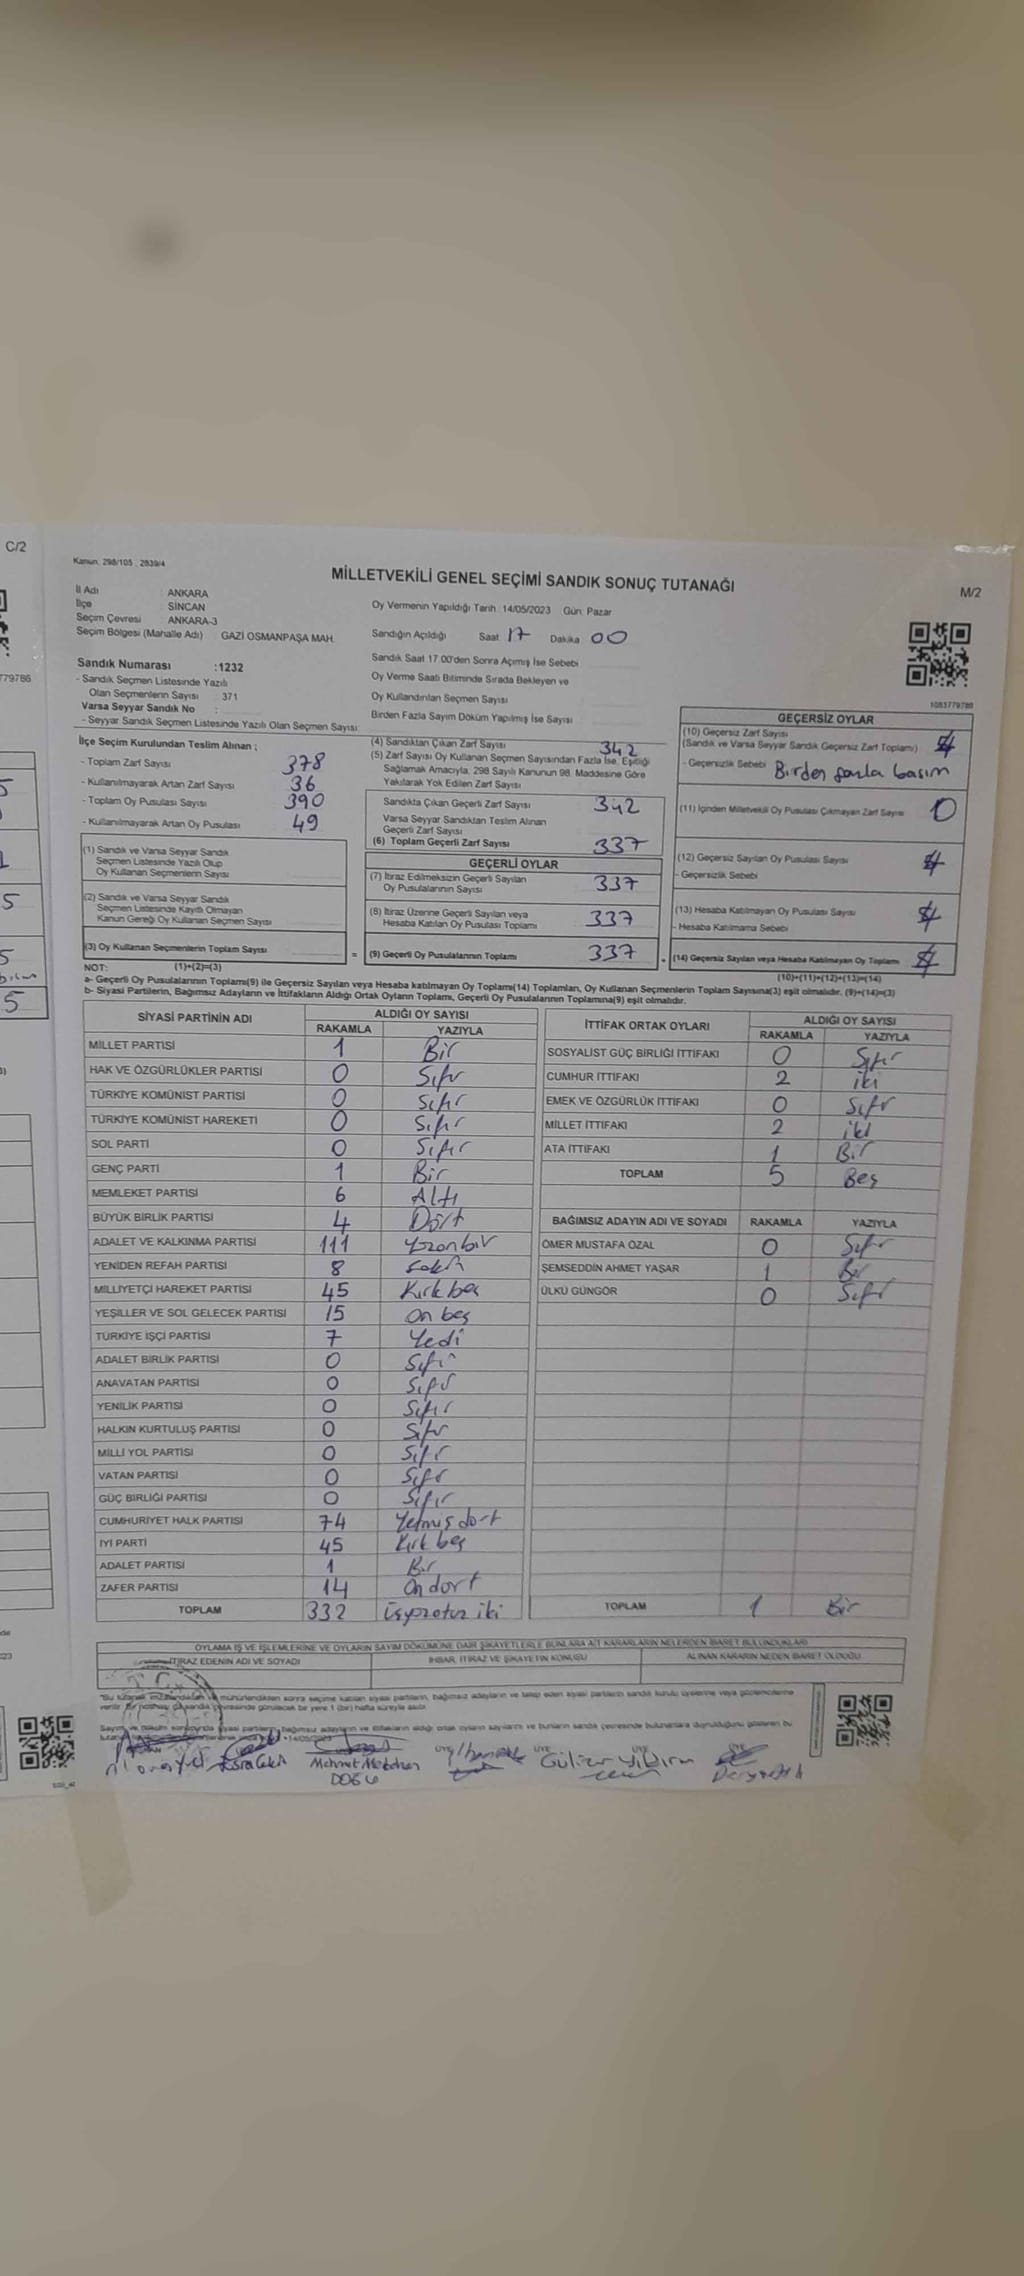 C/2
Kanun: 298/105 , 2839/4
MİLLETVEKİLİ GENEL SEÇİMİ SANDIK SONUÇ TUTANAĞI
M/2
İl Adı : ANKARA
İlçe SİNCAN
Seçim Çevresi ANKARA-3
Seçim Bölgesi (Mahalle Adı) GAZİ OSMANPAŞA MAH.
Oy Vermenin Yapıldığı Tarih :14/05/2023 Gün: Pazar
Sandığın Açıldığı Saat 17 Dakika 00
Sandık Saat 17.00'den Sonra Açımış İse Sebebi
Oy Verme Saati Bitiminde Sırada Bekleyen ve
Oy Kullandırılan Seçmen Sayısı
Birden Fazla Sayım Döküm Yapılmış İse Sayısı
Sandık Numarası :1232
- Sandık Seçmen Listesinde Yazılı
Olan Seçmenlerin Sayısı : 371
Varsa Seyyar Sandık No :
- Seyyar Sandık Seçmen Listesinde Yazılı Olan Seçmen Sayısı:
779786
1083779786
İlçe Seçim Kurulundan Teslim Alınan ;
- Toplam Zarf Sayısı 378
- Kullanılmayarak Artan Zarf Sayısı 36
- Toplam Oy Pusulası Sayısı 390
- Kullanılmayarak Artan Oy Pusulası 49
(1) Sandık ve Varsa Seyyar Sandık
Seçmen Listesinde Yazılı Olup
Oy Kullanan Seçmenlerin Sayısı
(2) Sandık ve Varsa Seyyar Sandık
Seçmen Listesinde Kayıtlı Olmayan
Kanun Gereği Oy Kullanan Seçmen Sayısı
(3) Oy Kullanan Seçmenlerin Toplam Sayısı
(4) Sandıktan Çıkan Zarf Sayısı 342
(5) Zarf Sayısı Oy Kullanan Seçmen Sayısından Fazla İse, Eşitliği
Sağlamak Amacıyla, 298 Sayılı Kanunun 98. Maddesine Göre
Yakılarak Yok Edilen Zarf Sayısı
Sandıkta Çıkan Geçerli Zarf Sayısı 342
Varsa Seyyar Sandıktan Teslim Alınan
Geçerli Zarf Sayısı
(6) Toplam Geçerli Zarf Sayısı 337
GEÇERLİ OYLAR
(7) İtiraz Edilmeksizin Geçerli Sayılan
Oy Pusulalarının Sayısı 337
(8) İtiraz Üzerine Geçerli Sayılan veya
Hesaba Katılan Oy Pusulası Toplamı 337
= (9) Geçerli Oy Pusulalarının Toplamı 337
GEÇERSİZ OYLAR
(10) Geçersiz Zarf Sayısı
(Sandık ve Varsa Seyyar Sandık Geçersiz Zarf Toplamı)
- Geçersizlik Sebebi Birden fazla basım
(11) İçinden Milletvekili Oy Pusulası Çıkmayan Zarf Sayısı 0
(12) Geçersiz Sayılan Oy Pusulası Sayısı
- Geçersizlik Sebebi
(13) Hesaba Katılmayan Oy Pusulası Sayısı
- Hesaba Katılmama Sebebi
(14) Geçersiz Sayılan veya Hesaba Katılmayan Oy Toplamı
NOT: (1)+(2)=(3)
(10)+(11)+(12)+(13)=(14)
a- Geçerli Oy Pusulalarının Toplamı(9) ile Geçersiz Sayılan veya Hesaba katılmayan Oy Toplamı(14) Toplamları, Oy Kullanan Seçmenlerin Toplam Sayısına(3) eşit olmalıdır. (9)+(14)=(3)
b- Siyasi Partilerin, Bağımsız Adayların ve İttifakların Aldığı Ortak Oyların Toplamı, Geçerli Oy Pusulalarının Toplamına(9) eşit olmalıdır.
SİYASİ PARTİNİN ADI ALDIĞI OY SAYISI
RAKAMLA YAZIYLA
MİLLET PARTİSİ 1 Bir
HAK VE ÖZGÜRLÜKLER PARTİSİ 0 Sıfır
TÜRKİYE KOMÜNİST PARTİSİ 0 Sıfır
TÜRKİYE KOMÜNİST HAREKETİ 0 Sıfır
SOL PARTİ 0 Sıfır
GENÇ PARTİ 1 Bir
MEMLEKET PARTİSİ 6 Altı
BÜYÜK BİRLİK PARTİSİ 4 Dört
ADALET VE KALKINMA PARTİSİ 111 Yüzonbir
YENİDEN REFAH PARTİSİ 8 Sekiz
MİLLİYETÇİ HAREKET PARTİSİ 45 Kırk beş
YEŞİLLER VE SOL GELECEK PARTİSİ 15 On beş
TÜRKİYE İŞÇİ PARTİSİ 7 Yedi
ADALET BİRLİK PARTİSİ 0 Sıfır
ANAVATAN PARTİSİ 0 Sıfır
YENİLİK PARTİSİ 0 Sıfır
HALKIN KURTULUŞ PARTİSİ 0 Sıfır
MİLLİ YOL PARTİSİ 0 Sıfır
VATAN PARTİSİ 0 Sıfır
GÜÇ BİRLİĞİ PARTİSİ 0 Sıfır
CUMHURİYET HALK PARTİSİ 74 Yetmiş dört
İYİ PARTİ 45 Kırk beş
ADALET PARTİSİ 1 Bir
ZAFER PARTİSİ 14 On dört
TOPLAM 332 Üçyüzotuz iki
İTTİFAK ORTAK OYLARI ALDIĞI OY SAYISI
RAKAMLA YAZIYLA
SOSYALİST GÜÇ BİRLİĞİ İTTİFAKI 0 Sıfır
CUMHUR İTTİFAKI 2 iki
EMEK VE ÖZGÜRLÜK İTTİFAKI 0 Sıfır
MİLLET İTTİFAKI 2 iki
ATA İTTİFAKI 1 Bir
TOPLAM 5 Beş
BAĞIMSIZ ADAYIN ADI VE SOYADI RAKAMLA YAZIYLA
ÖMER MUSTAFA ÖZAL 0 Sıfır
ŞEMSEDDİN AHMET YAŞAR 1 Bir
ÜLKÜ GÜNGÖR 0 Sıfır
TOPLAM 1 Bir
OYLAMA İŞ VE İŞLEMLERİNE VE OYLARIN SAYIM DÖKÜMÜNE DAİR ŞİKAYETLERLE BUNLARA AİT KARARLARIN NELERDEN İBARET BULUNDUKLARI
İTİRAZ EDENİN ADI VE SOYADI
İHBAR, İTİRAZ VE ŞİKAYETİN KONUSU
ALINAN KARARIN NEDEN İBARET OLDUĞU
T.C.
ÜYE ÜYE ÜYE
Gülizar Yıldırım